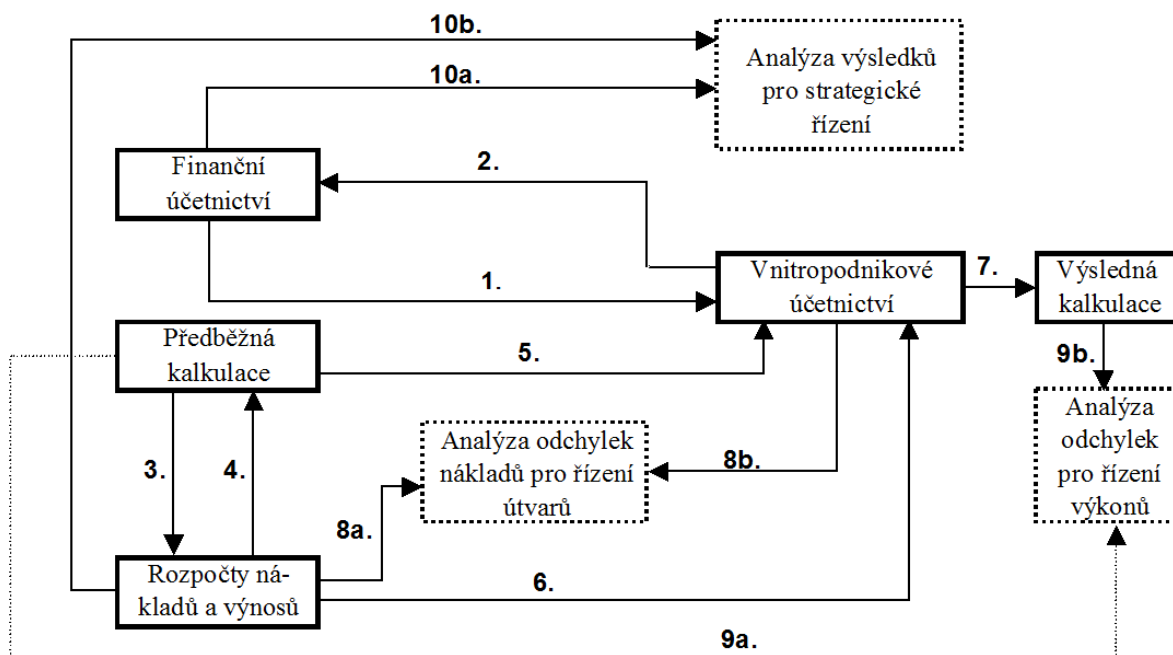 10b.
Analýza výsledků
pro strategické
řízení
10a.
Finanční
účetnictví
2.
1.
Vnitropodnikové
účetnictví
7.
Výsledná
kalkulace
Předběžná
kalkulace
5.
9b.
3.
4.
Analýza odchylek
nákladů pro řízení
útvarů
8b.
Analýza
odchylek
pro řízení
výkonů
8a.
Rozpočty ná-
kladů a výnosů
6.
9a.